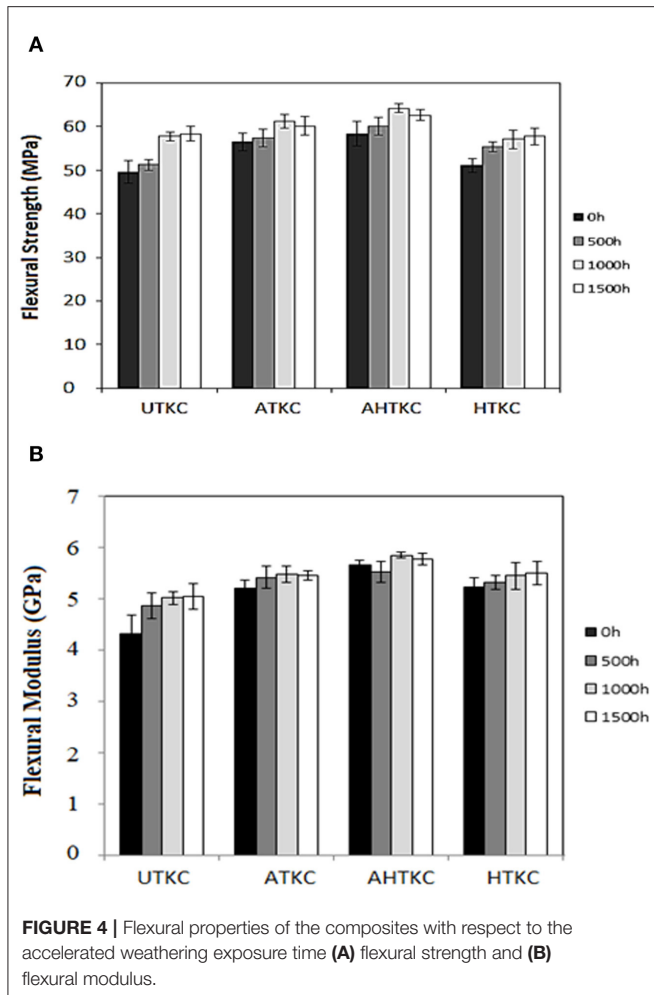 A
70
60
50
40
30
20
10
0
Flexural Strength (MPa)
UTKC ATKC AHTKC HTKC
0h
500h
1000h
1500h
B
7
6
5
4
3
2
1
0
Flexural Modulus (GPa)
UTKC ATKC AHTKC HTKC
0h
500h
1000h
1500h
FIGURE 4 | Flexural properties of the composites with respect to the
accelerated weathering exposure time (A) flexural strength and (B)
flexural modulus.